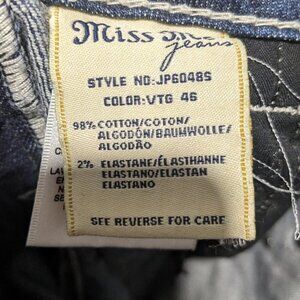 Miss Me
jeans
STYLE NO:JP6048S
COLOR:VTG 46
98% COTTON/COTON/
ALGODÓN/BAUMWOLLE/
ALGODÃO
2% ELASTANE/ÉLASTHANNE
ELASTANO/ELASTAN
ELASTANO
SEE REVERSE FOR CARE